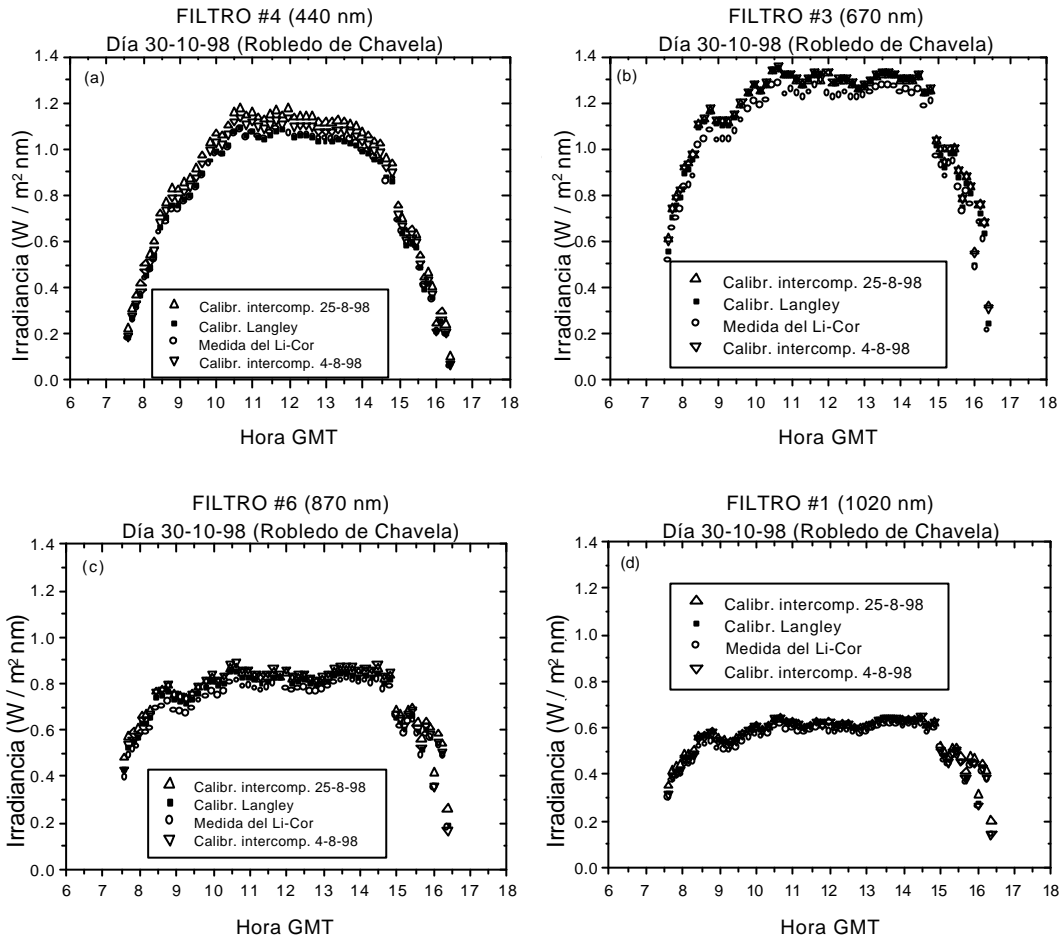 FILTRO #4 (440 nm)
Día 30-10-98 (Robledo de Chavela)
(a)
1.4
1.2
1.0
0.8
0.6
0.4
0.2
0.0
Irradiancia (W / m² nm)
Calibr. intercomp. 25-8-98
Calibr. Langley
Medida del Li-Cor
Calibr. intercomp. 4-8-98
6 7 8 9 10 11 12 13 14 15 16 17 18
Hora GMT
FILTRO #3 (670 nm)
Día 30-10-98 (Robledo de Chavela)
(b)
1.4
1.2
1.0
0.8
0.6
0.4
0.2
0.0
Irradiancia (W / m² nm)
Calibr. intercomp. 25-8-98
Calibr. Langley
Medida del Li-Cor
Calibr. intercomp. 4-8-98
6 7 8 9 10 11 12 13 14 15 16 17 18
Hora GMT
FILTRO #6 (870 nm)
Día 30-10-98 (Robledo de Chavela)
(c)
1.4
1.2
1.0
0.8
0.6
0.4
0.2
0.0
Irradiancia (W / m² nm)
Calibr. intercomp. 25-8-98
Calibr. Langley
Medida del Li-Cor
Calibr. intercomp. 4-8-98
6 7 8 9 10 11 12 13 14 15 16 17 18
Hora GMT
FILTRO #1 (1020 nm)
Día 30-10-98 (Robledo de Chavela)
(d)
1.4
1.2
1.0
0.8
0.6
0.4
0.2
0.0
Irradiancia (W / m² nm)
Calibr. intercomp. 25-8-98
Calibr. Langley
Medida del Li-Cor
Calibr. intercomp. 4-8-98
6 7 8 9 10 11 12 13 14 15 16 17 18
Hora GMT